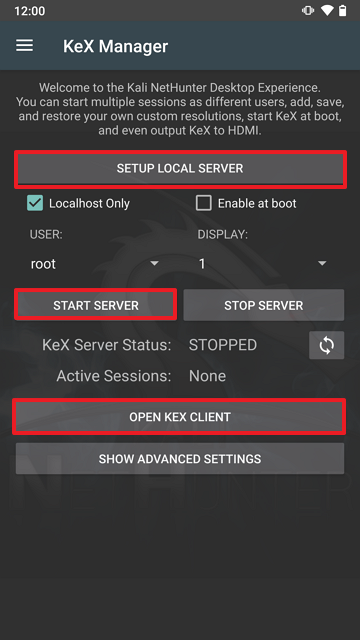 12:00
KeX Manager
Welcome to the Kali NetHunter Desktop Experience.
You can start multiple sessions as different users, add, save,
and restore your own custom resolutions, start KeX at boot,
and even output KeX to HDMI.
SETUP LOCAL SERVER
Localhost Only Enable at boot
USER: DISPLAY:
root 1
START SERVER STOP SERVER
KeX Server Status: STOPPED
Active Sessions: None
OPEN KEX CLIENT
SHOW ADVANCED SETTINGS